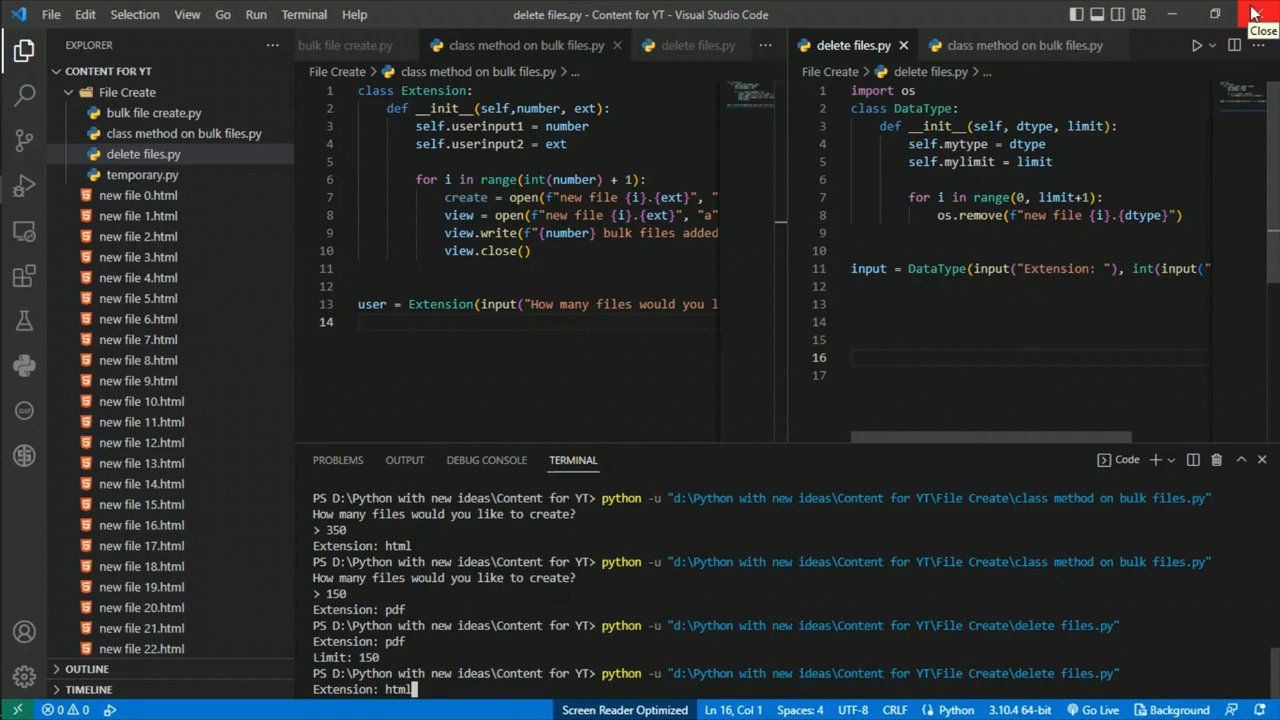 File Edit Selection View Go Run Terminal Help
delete files.py - Content for YT - Visual Studio Code
Close
EXPLORER
CONTENT FOR YT
File Create
bulk file create.py
class method on bulk files.py
delete files.py
temporary.py
new file 0.html
new file 1.html
new file 2.html
new file 3.html
new file 4.html
new file 5.html
new file 6.html
new file 7.html
new file 8.html
new file 9.html
new file 10.html
new file 11.html
new file 12.html
new file 13.html
new file 14.html
new file 15.html
new file 16.html
new file 17.html
new file 18.html
new file 19.html
new file 20.html
new file 21.html
new file 22.html
OUTLINE
TIMELINE
bulk file create.py class method on bulk files.py delete files.py
File Create > class method on bulk files.py > ...
1 class Extension:
2 def __init__(self,number, ext):
3 self.userinput1 = number
4 self.userinput2 = ext
5
6 for i in range(int(number) + 1):
7 create = open(f"new file {i}.{ext}", "
8 view = open(f"new file {i}.{ext}", "a"
9 view.write(f"{number} bulk files added
10 view.close()
11
12
13 user = Extension(input("How many files would you l
14
delete files.py class method on bulk files.py
File Create > delete files.py > ...
1 import os
2 class DataType:
3 def __init__(self, dtype, limit):
4 self.mytype = dtype
5 self.mylimit = limit
6
7 for i in range(0, limit+1):
8 os.remove(f"new file {i}.{dtype}")
9
10
11 input = DataType(input("Extension: "), int(input("
12
13
14
15
16
17
PROBLEMS OUTPUT DEBUG CONSOLE TERMINAL
Code
PS D:\Python with new ideas\Content for YT> python -u "d:\Python with new ideas\Content for YT\File Create\class method on bulk files.py"
How many files would you like to create?
> 350
Extension: html
PS D:\Python with new ideas\Content for YT> python -u "d:\Python with new ideas\Content for YT\File Create\class method on bulk files.py"
How many files would you like to create?
> 150
Extension: pdf
PS D:\Python with new ideas\Content for YT> python -u "d:\Python with new ideas\Content for YT\File Create\delete files.py"
Extension: pdf
Limit: 150
PS D:\Python with new ideas\Content for YT> python -u "d:\Python with new ideas\Content for YT\File Create\delete files.py"
Extension: html
0 0 Screen Reader Optimized Ln 16, Col 1 Spaces: 4 UTF-8 CRLF Python 3.10.4 64-bit Go Live Background